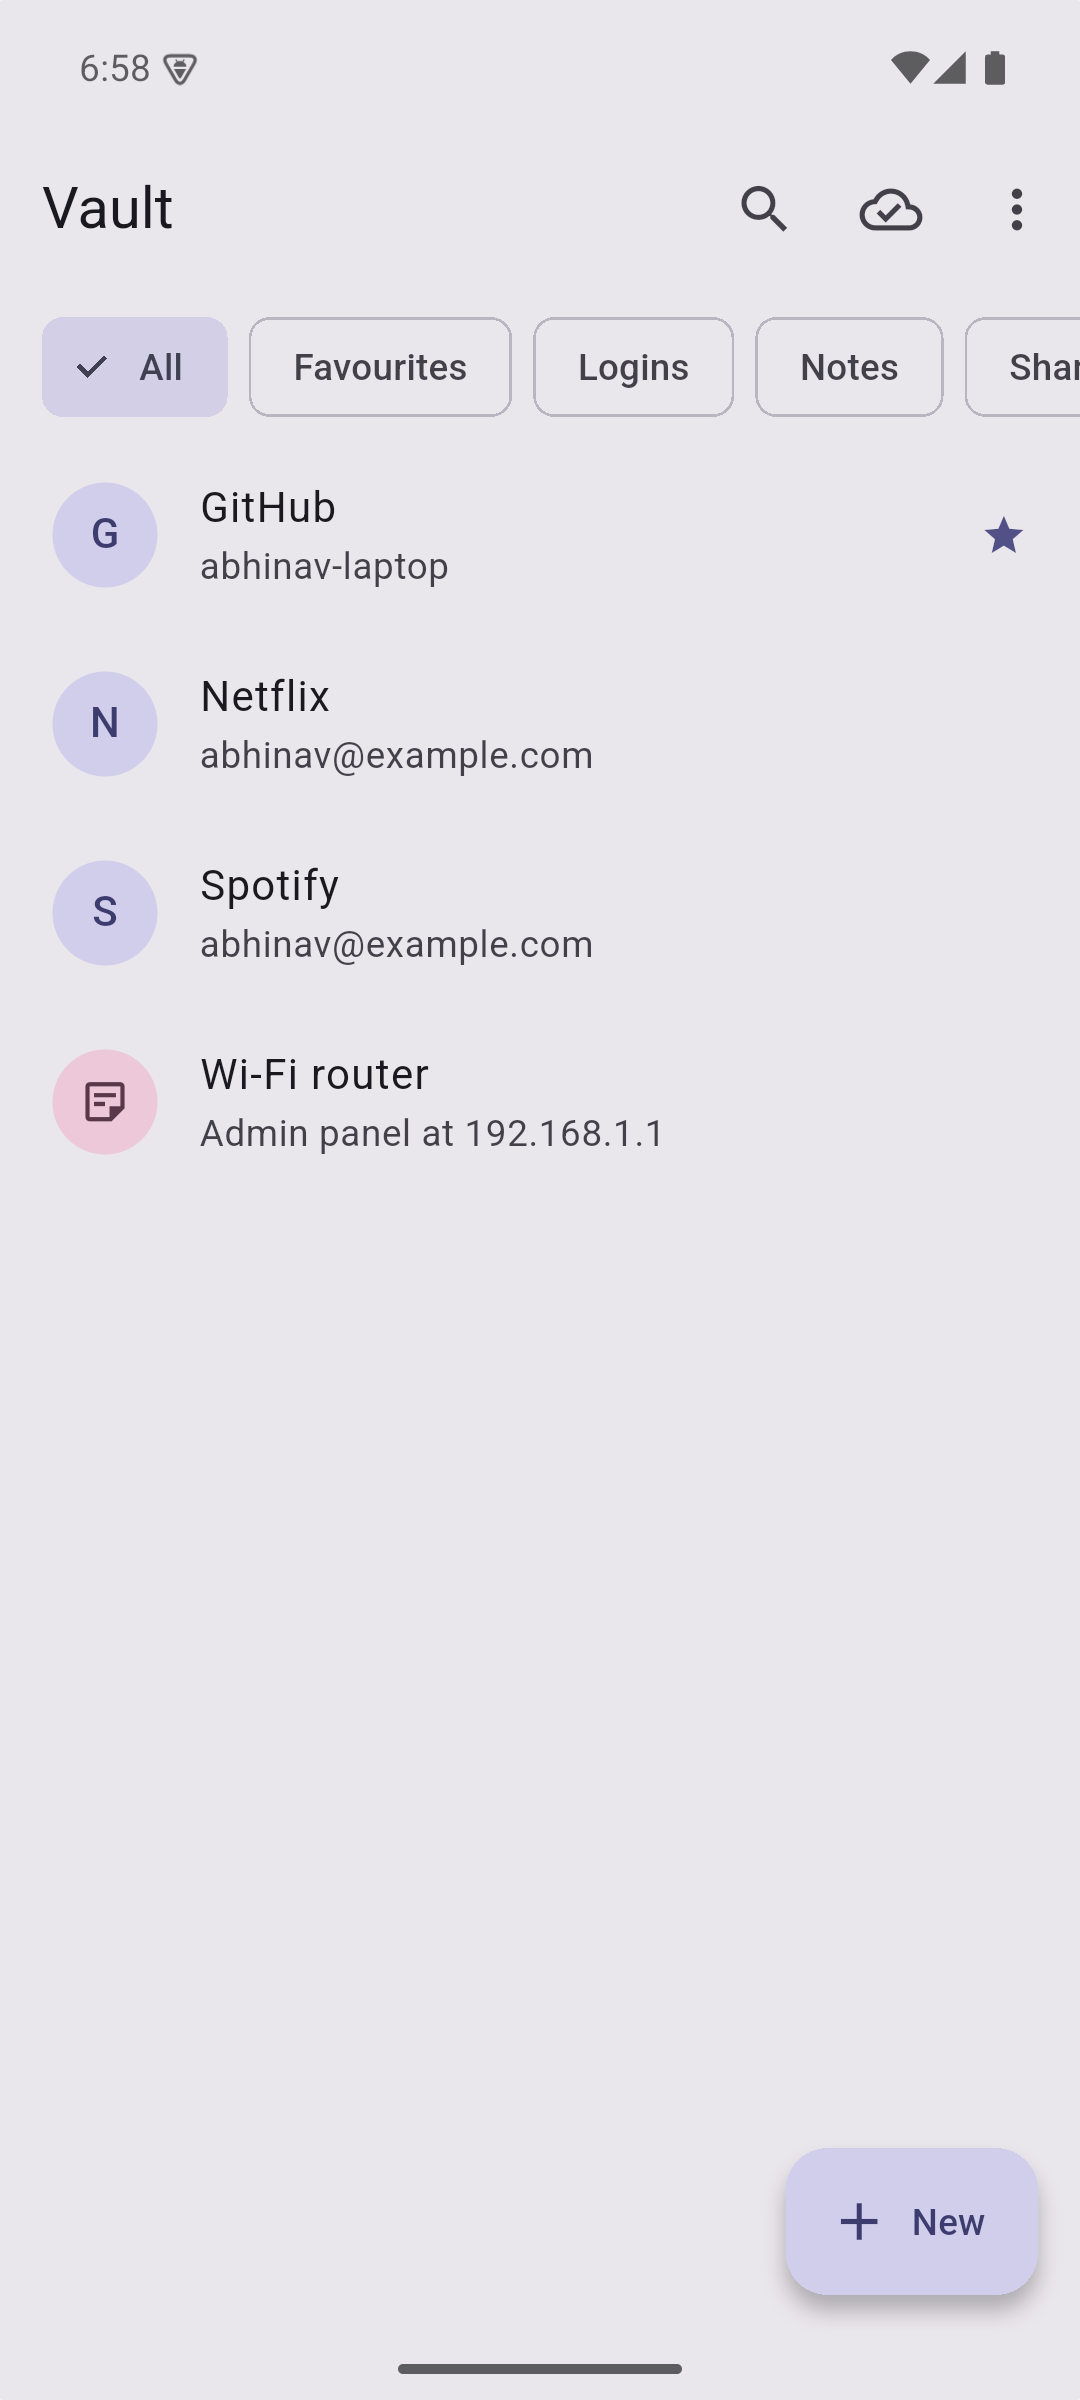 6:58
Vault
All
Favourites
Logins
Notes
Shar
G
GitHub
abhinav-laptop
N
Netflix
abhinav@example.com
S
Spotify
abhinav@example.com
Wi-Fi router
Admin panel at 192.168.1.1
New